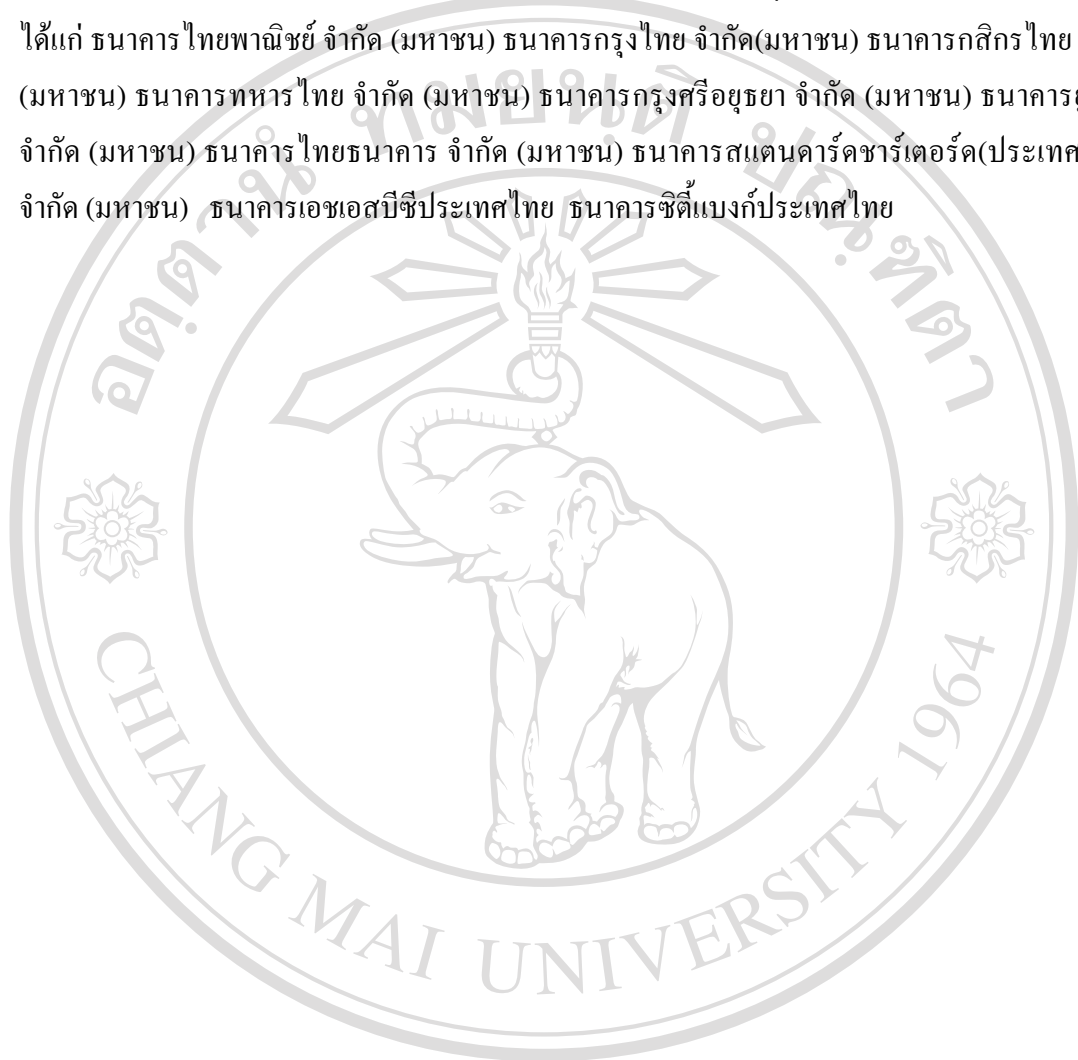 ได้แก่ ธนาคารไทยพาณิชย์ จำกัด (มหาชน) ธนาคารกรุงไทย จำกัด(มหาชน) ธนาคารกสิกรไทย
(มหาชน) ธนาคารทหารไทย จำกัด (มหาชน) ธนาคารกรุงศรีอยุธยา จำกัด (มหาชน)
จำกัด (มหาชน) ธนาคารไทยธนาคาร จำกัด (มหาชน) ธนาคารสแตนดาร์ดชาร์เตอร์ด(ประเทศ
จำกัด (มหาชน) ธนาคารเอชเอสบีซีประเทศไทย ธนาคารซิตี้แบงก์ประเทศไทย
อตฺตานํ ทมยนฺติ ปณฺฑิตา
CHIANG MAI UNIVERSITY 1964